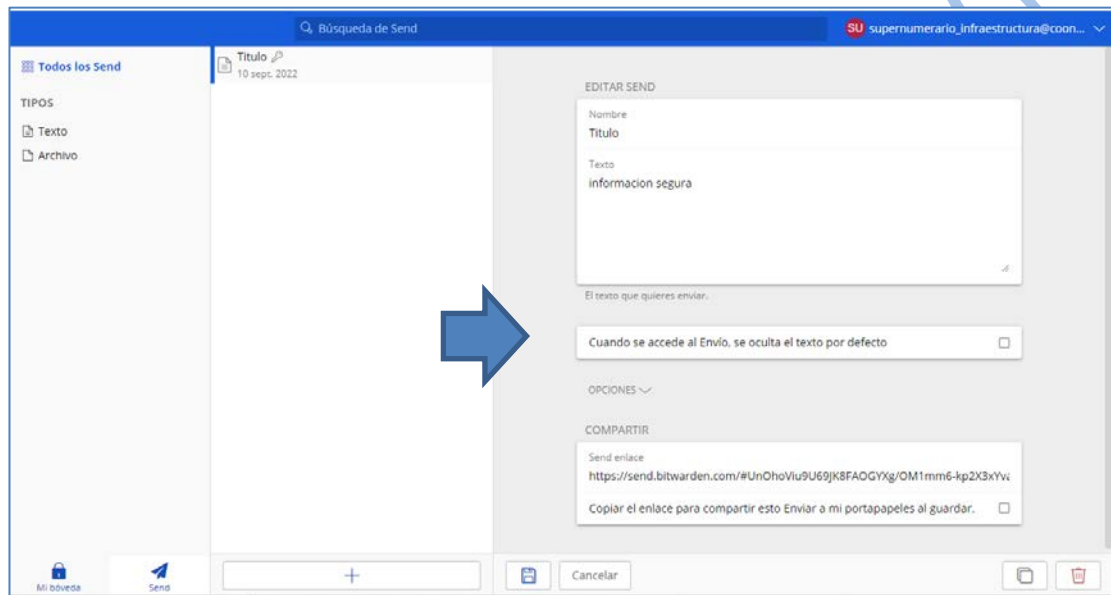 Búsqueda de Send
SU supernumerario_infraestructura@coon...
Todos los Send
TIPOS
Texto
Archivo
Titulo
10 sept. 2022
EDITAR SEND
Nombre
Titulo
Texto
informacion segura
El texto que quieres enviar.
Cuando se accede al Envío, se oculta el texto por defecto
OPCIONES
COMPARTIR
Send enlace
https://send.bitwarden.com/#UnOhoViu9U69JK8FAOGYXg/OM1mm6-kp2X3xYv
Copiar el enlace para compartir esto Enviar a mi portapapeles al guardar.
Mi bóveda
Send
Cancelar